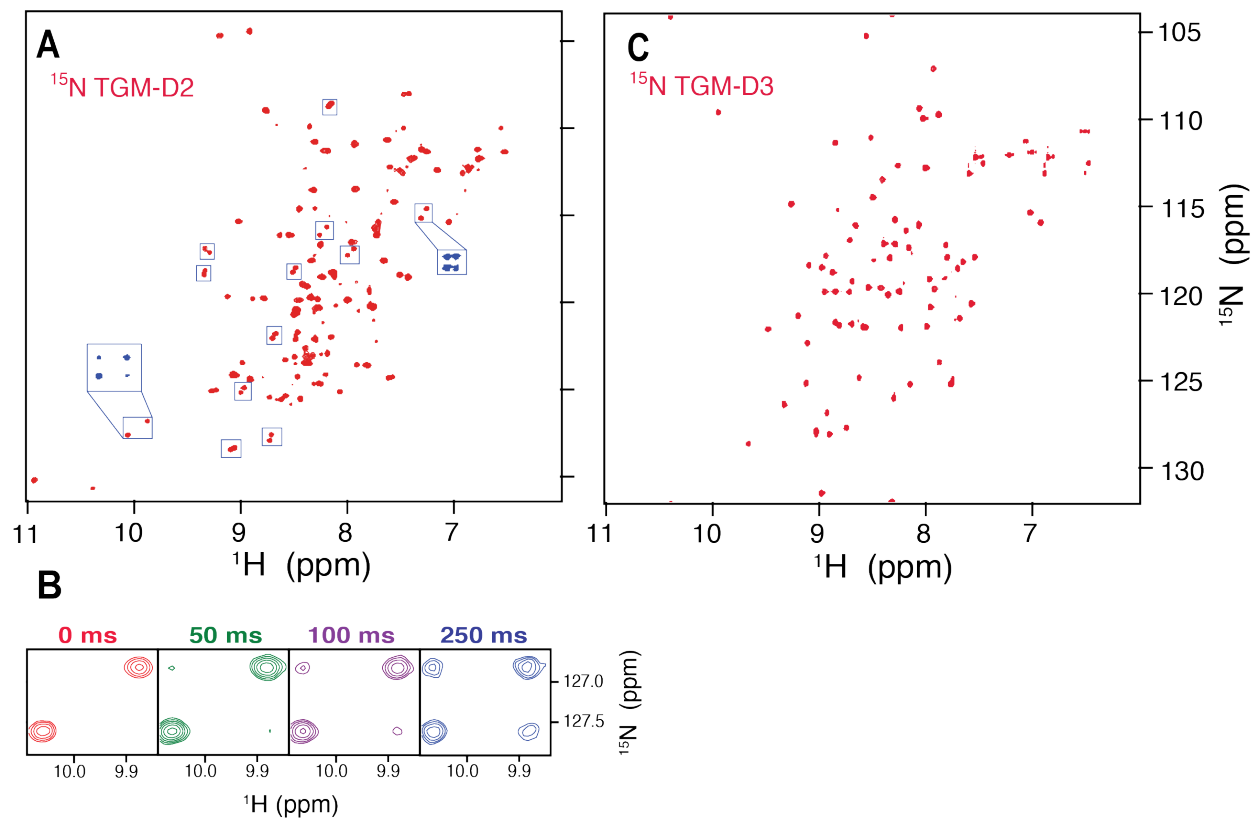 A
¹⁵N TGM-D2
11 10 9 8 7
¹H (ppm)
C
¹⁵N TGM-D3
105
110
115
120
125
130
¹⁵N (ppm)
11 10 9 8 7
¹H (ppm)
B
0 ms 50 ms 100 ms 250 ms
127.0
127.5
¹⁵N (ppm)
10.0 9.9 10.0 9.9 10.0 9.9 10.0 9.9
¹H (ppm)